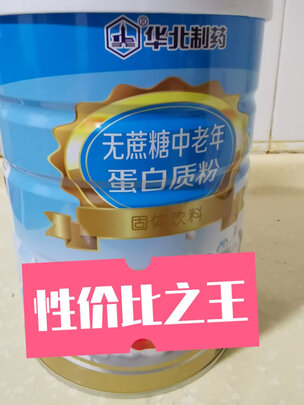 华北制药
无蔗糖中老年
蛋白质粉
固体饮料
性价比之王